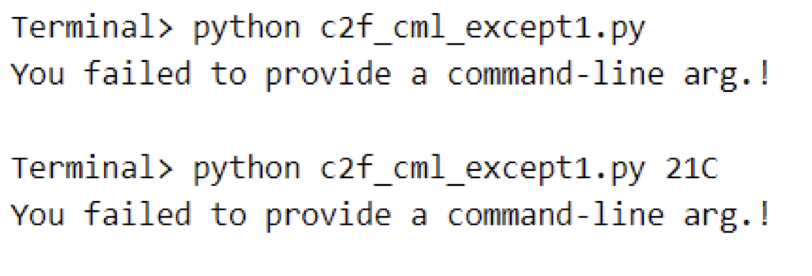 Terminal> python c2f_cml_except1.py
You failed to provide a command-line arg.!
Terminal> python c2f_cml_except1.py 21C
You failed to provide a command-line arg.!